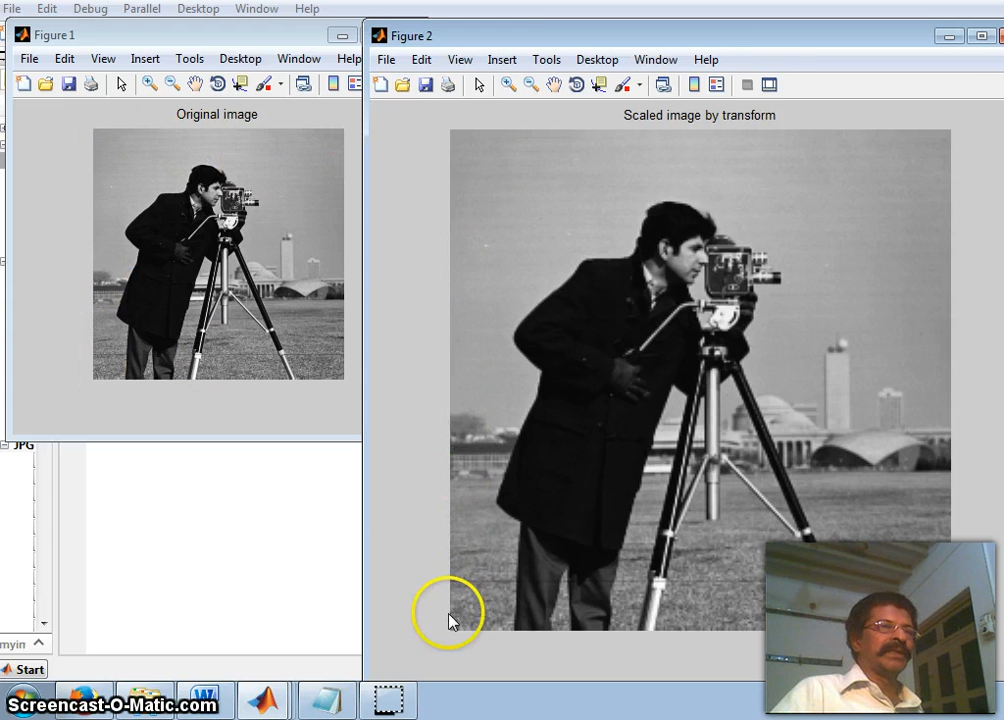 File Edit Debug Parallel Desktop Window Help
Figure 1
File Edit View Insert Tools Desktop Window Help
Original image
Figure 2
File Edit View Insert Tools Desktop Window Help
Scaled image by transform
JPG
myin
Start
Screencast-O-Matic.com